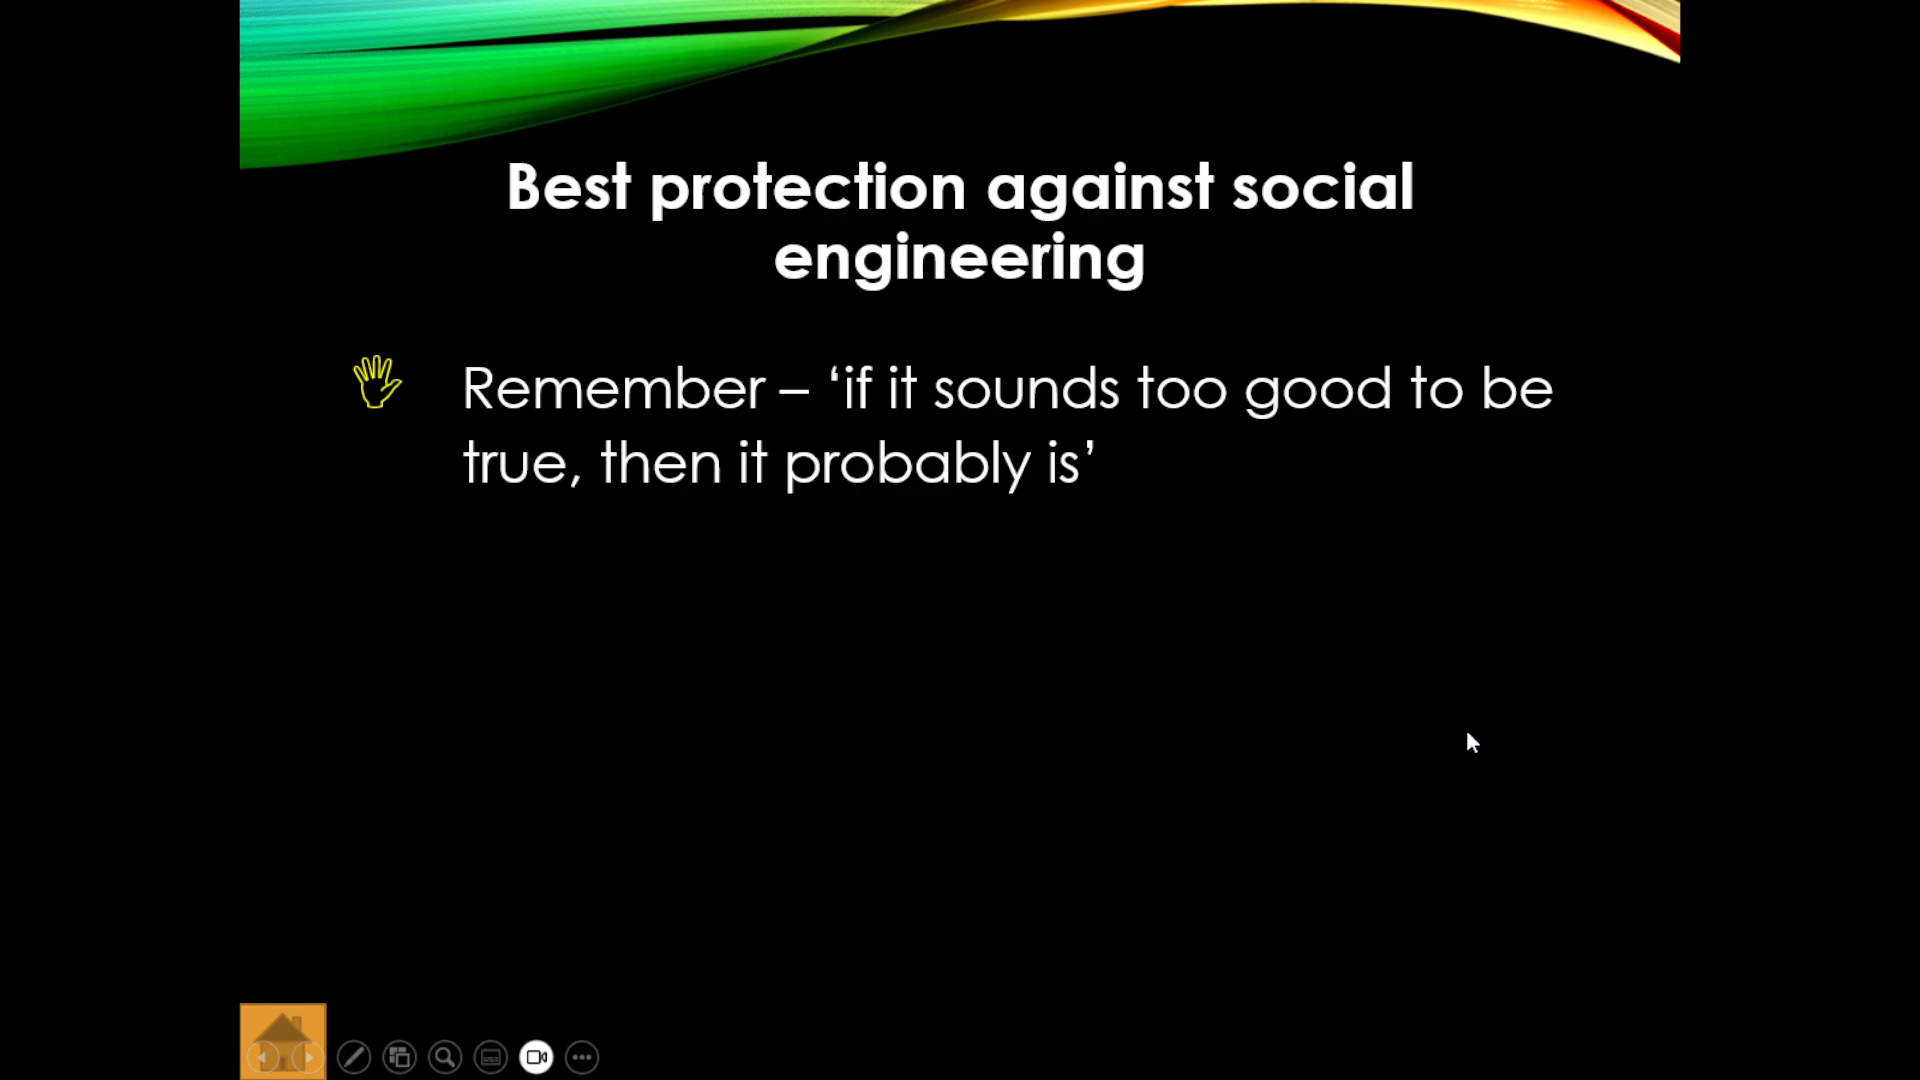 Best protection against social
engineering
Remember – ‘if it sounds too good to be
true, then it probably is’